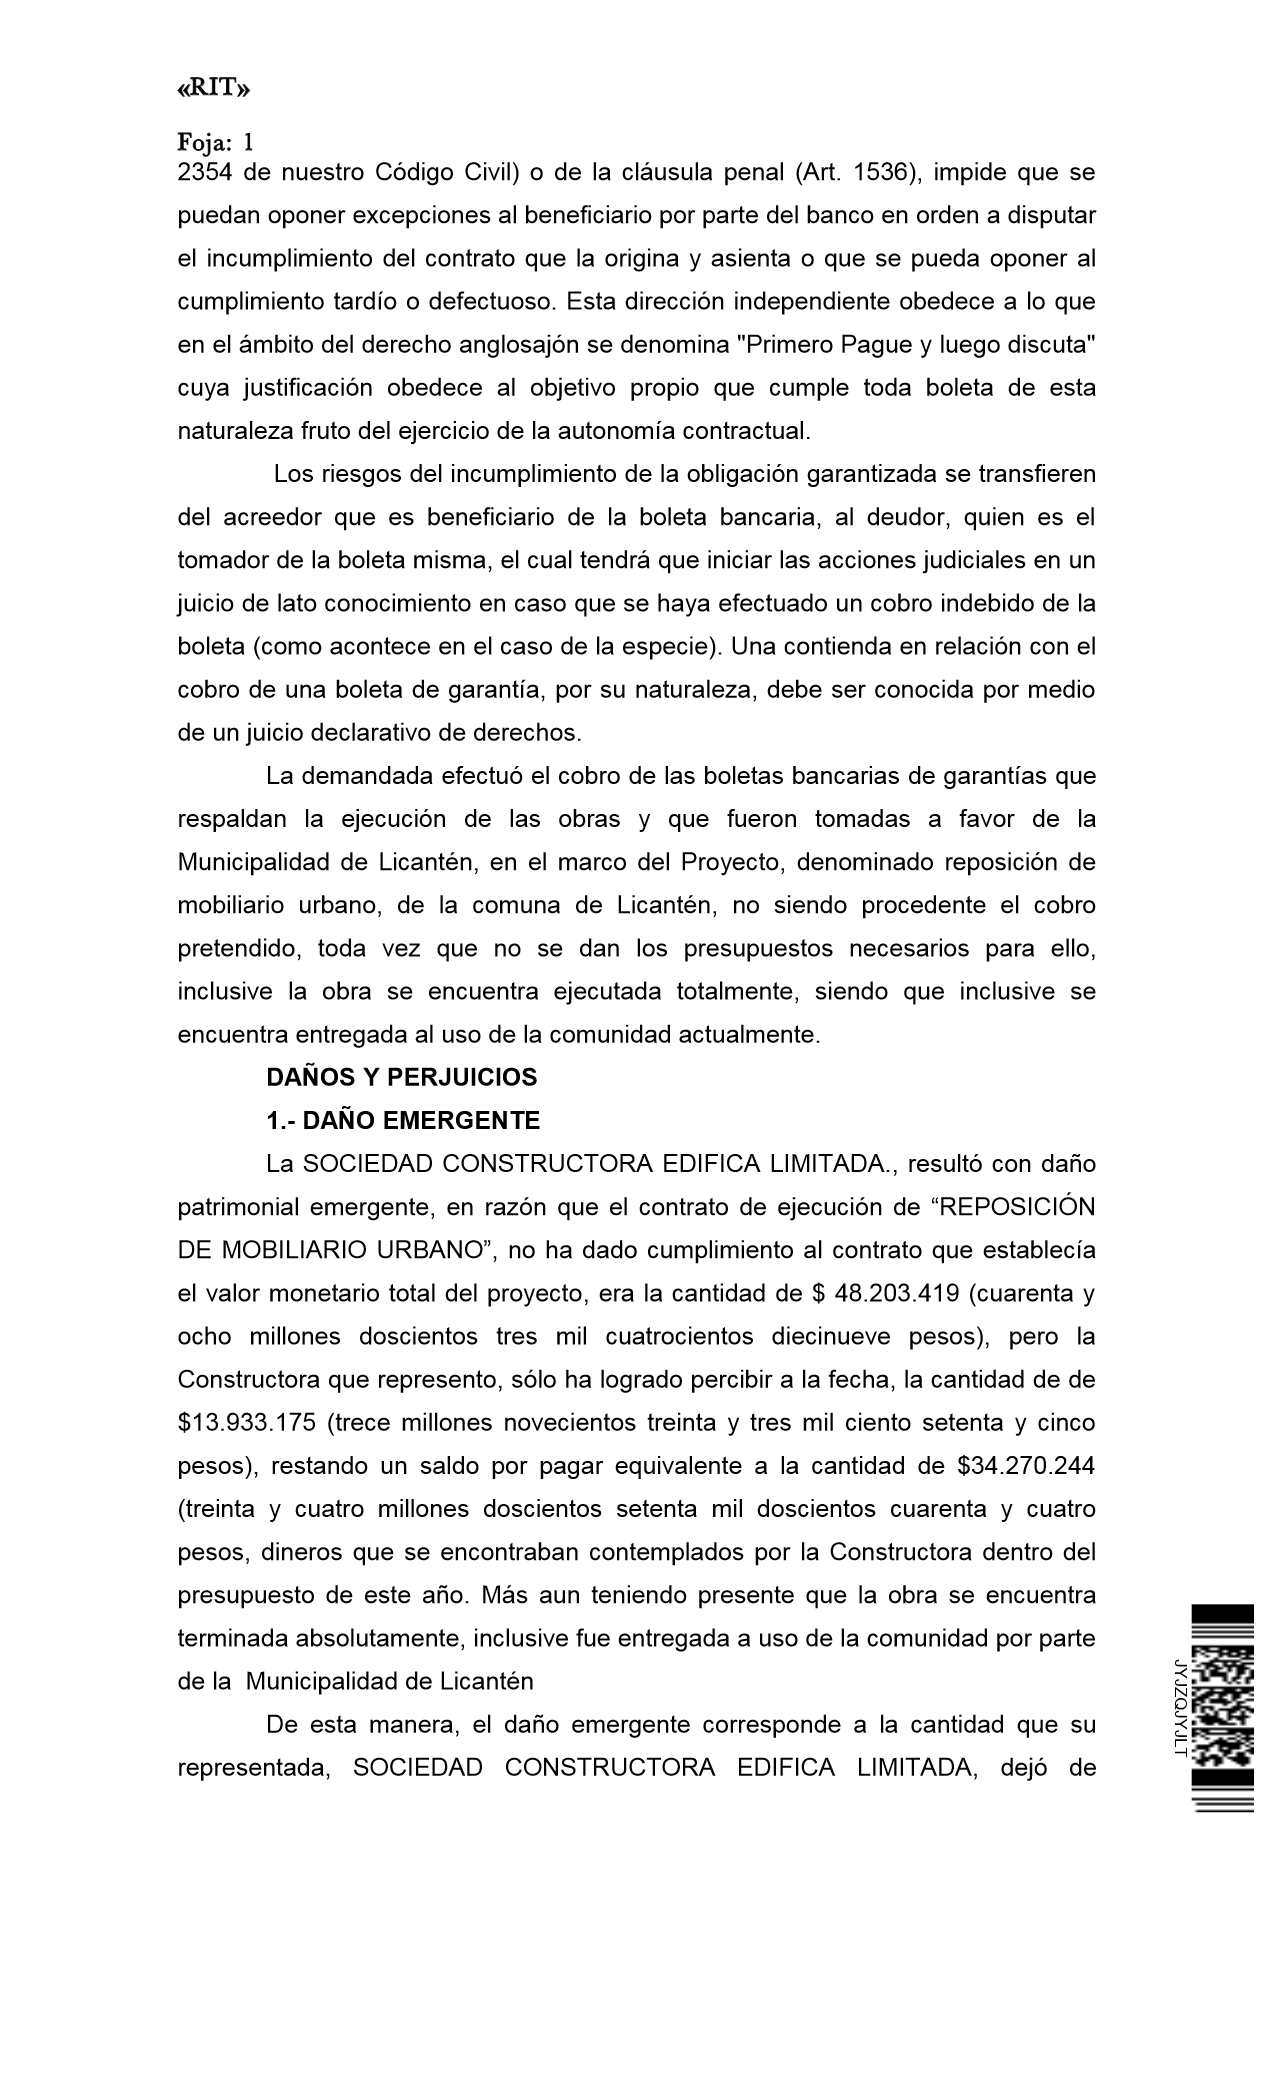 «RIT»
Foja: 1
2354 de nuestro Código Civil) o de la cláusula penal (Art. 1536), impide que se
puedan oponer excepciones al beneficiario por parte del banco en orden a disputar
el incumplimiento del contrato que la origina y asienta o que se pueda oponer al
cumplimiento tardío o defectuoso. Esta dirección independiente obedece a lo que
en el ámbito del derecho anglosajón se denomina "Primero Pague y luego discuta"
cuya justificación obedece al objetivo propio que cumple toda boleta de esta
naturaleza fruto del ejercicio de la autonomía contractual.
Los riesgos del incumplimiento de la obligación garantizada se transfieren
del acreedor que es beneficiario de la boleta bancaria, al deudor, quien es el
tomador de la boleta misma, el cual tendrá que iniciar las acciones judiciales en un
juicio de lato conocimiento en caso que se haya efectuado un cobro indebido de la
boleta (como acontece en el caso de la especie). Una contienda en relación con el
cobro de una boleta de garantía, por su naturaleza, debe ser conocida por medio
de un juicio declarativo de derechos.
La demandada efectuó el cobro de las boletas bancarias de garantías que
respaldan la ejecución de las obras y que fueron tomadas a favor de la
Municipalidad de Licantén, en el marco del Proyecto, denominado reposición de
mobiliario urbano, de la comuna de Licantén, no siendo procedente el cobro
pretendido, toda vez que no se dan los presupuestos necesarios para ello,
inclusive la obra se encuentra ejecutada totalmente, siendo que inclusive se
encuentra entregada al uso de la comunidad actualmente.
DAÑOS Y PERJUICIOS
1.- DAÑO EMERGENTE
La SOCIEDAD CONSTRUCTORA EDIFICA LIMITADA., resultó con daño
patrimonial emergente, en razón que el contrato de ejecución de “REPOSICIÓN
DE MOBILIARIO URBANO”, no ha dado cumplimiento al contrato que establecía
el valor monetario total del proyecto, era la cantidad de $ 48.203.419 (cuarenta y
ocho millones doscientos tres mil cuatrocientos diecinueve pesos), pero la
Constructora que represento, sólo ha logrado percibir a la fecha, la cantidad de de
$13.933.175 (trece millones novecientos treinta y tres mil ciento setenta y cinco
pesos), restando un saldo por pagar equivalente a la cantidad de $34.270.244
(treinta y cuatro millones doscientos setenta mil doscientos cuarenta y cuatro
pesos, dineros que se encontraban contemplados por la Constructora dentro del
presupuesto de este año. Más aun teniendo presente que la obra se encuentra
terminada absolutamente, inclusive fue entregada a uso de la comunidad por parte
de la  Municipalidad de Licantén
De esta manera, el daño emergente corresponde a la cantidad que su
representada, SOCIEDAD CONSTRUCTORA EDIFICA LIMITADA, dejó de
JYJZQJYJLT